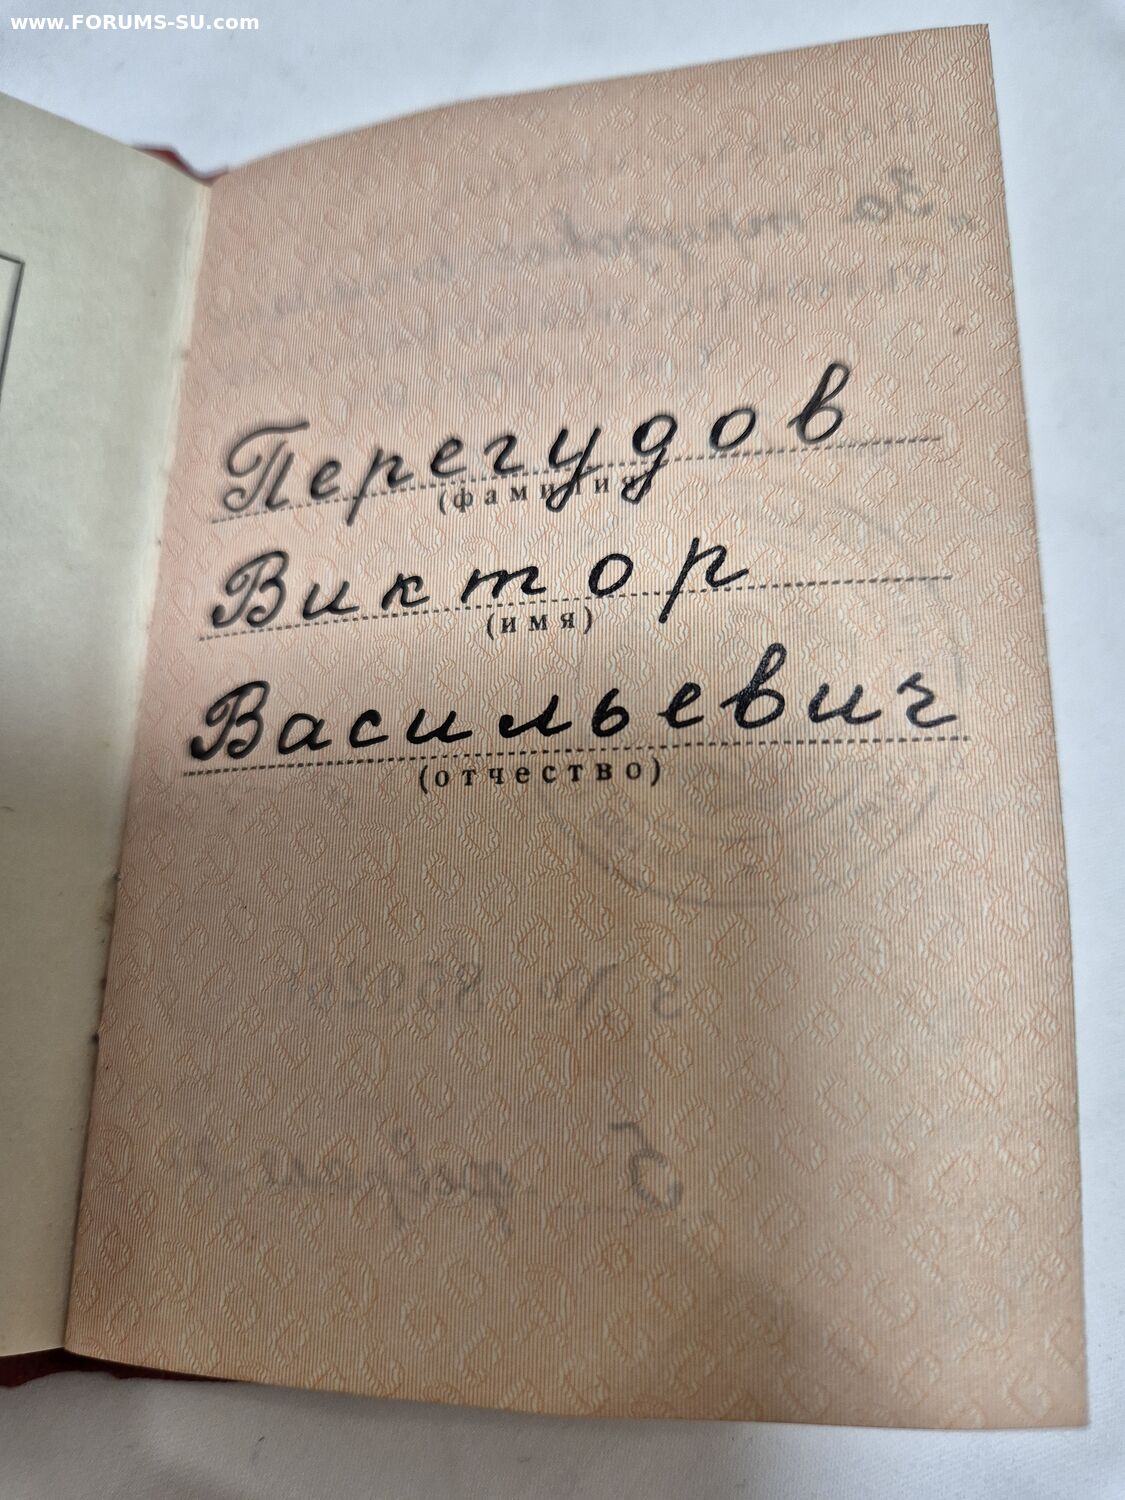 www.FORUMS-SU.com
Перегудов
(фамилия)
Виктор
(имя)
Васильевич
(отчество)